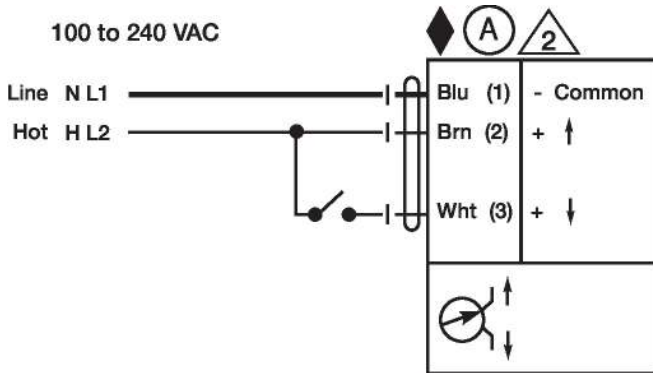 100 to 240 VAC
A
2
Line N L1
Blu (1) - Common
Hot H L2
Brn (2) +
Wht (3) +